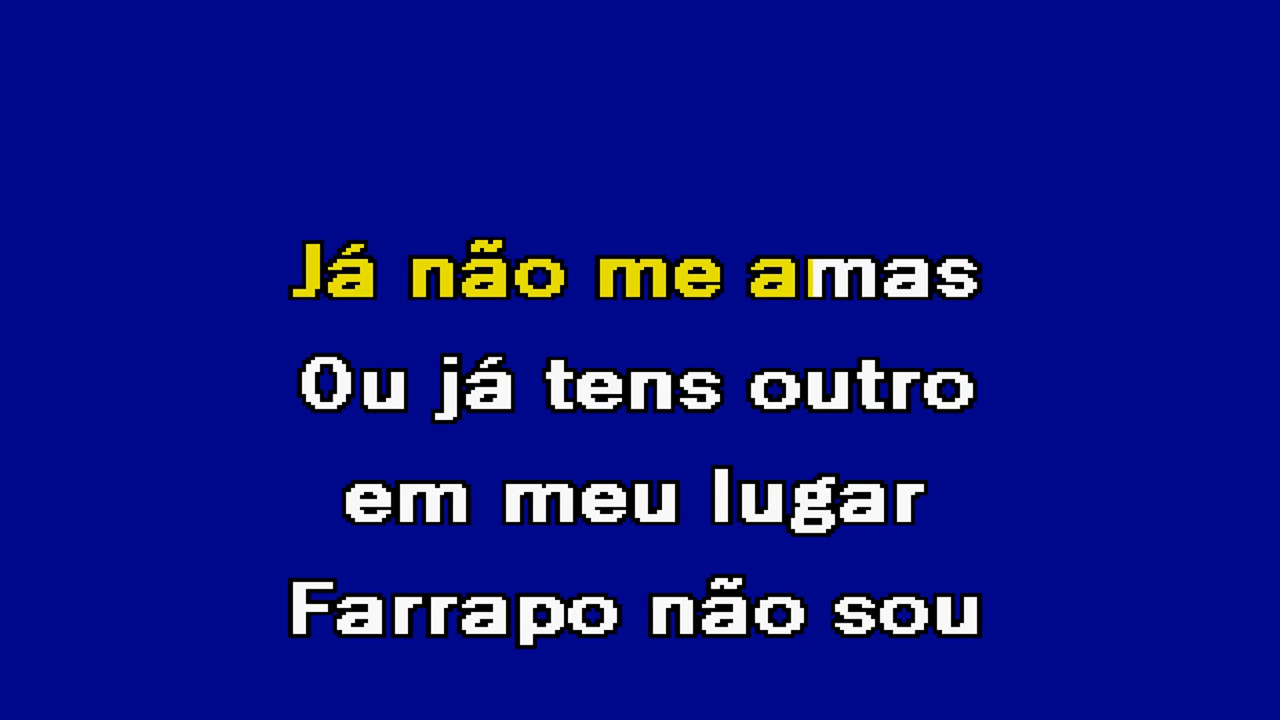 Já não me amas
Ou já tens outro
em meu lugar
Farrapo não sou